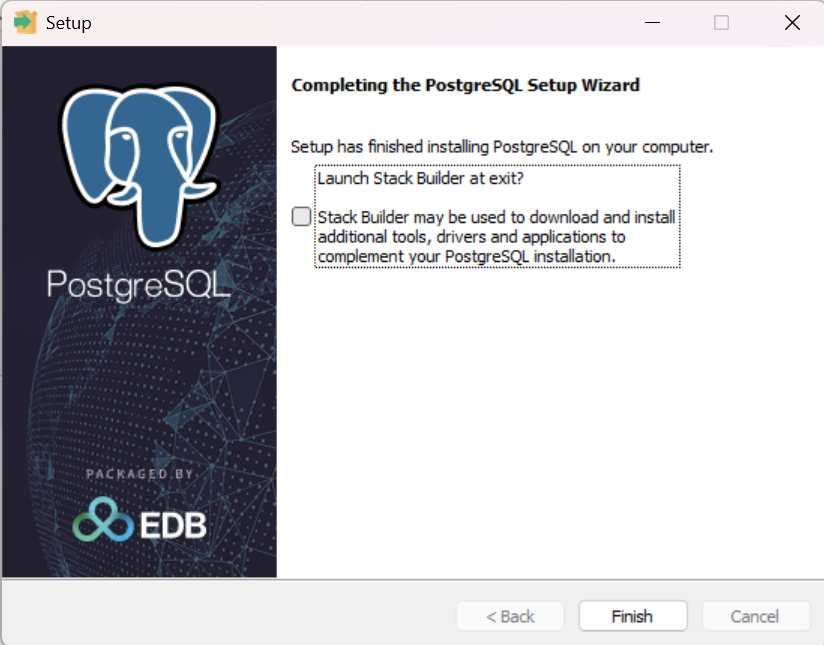 Setup
Completing the PostgreSQL Setup Wizard
Setup has finished installing PostgreSQL on your computer.
Launch Stack Builder at exit?
Stack Builder may be used to download and install
additional tools, drivers and applications to
complement your PostgreSQL installation.
PostgreSQL
PACKAGED BY
EDB
< Back
Finish
Cancel